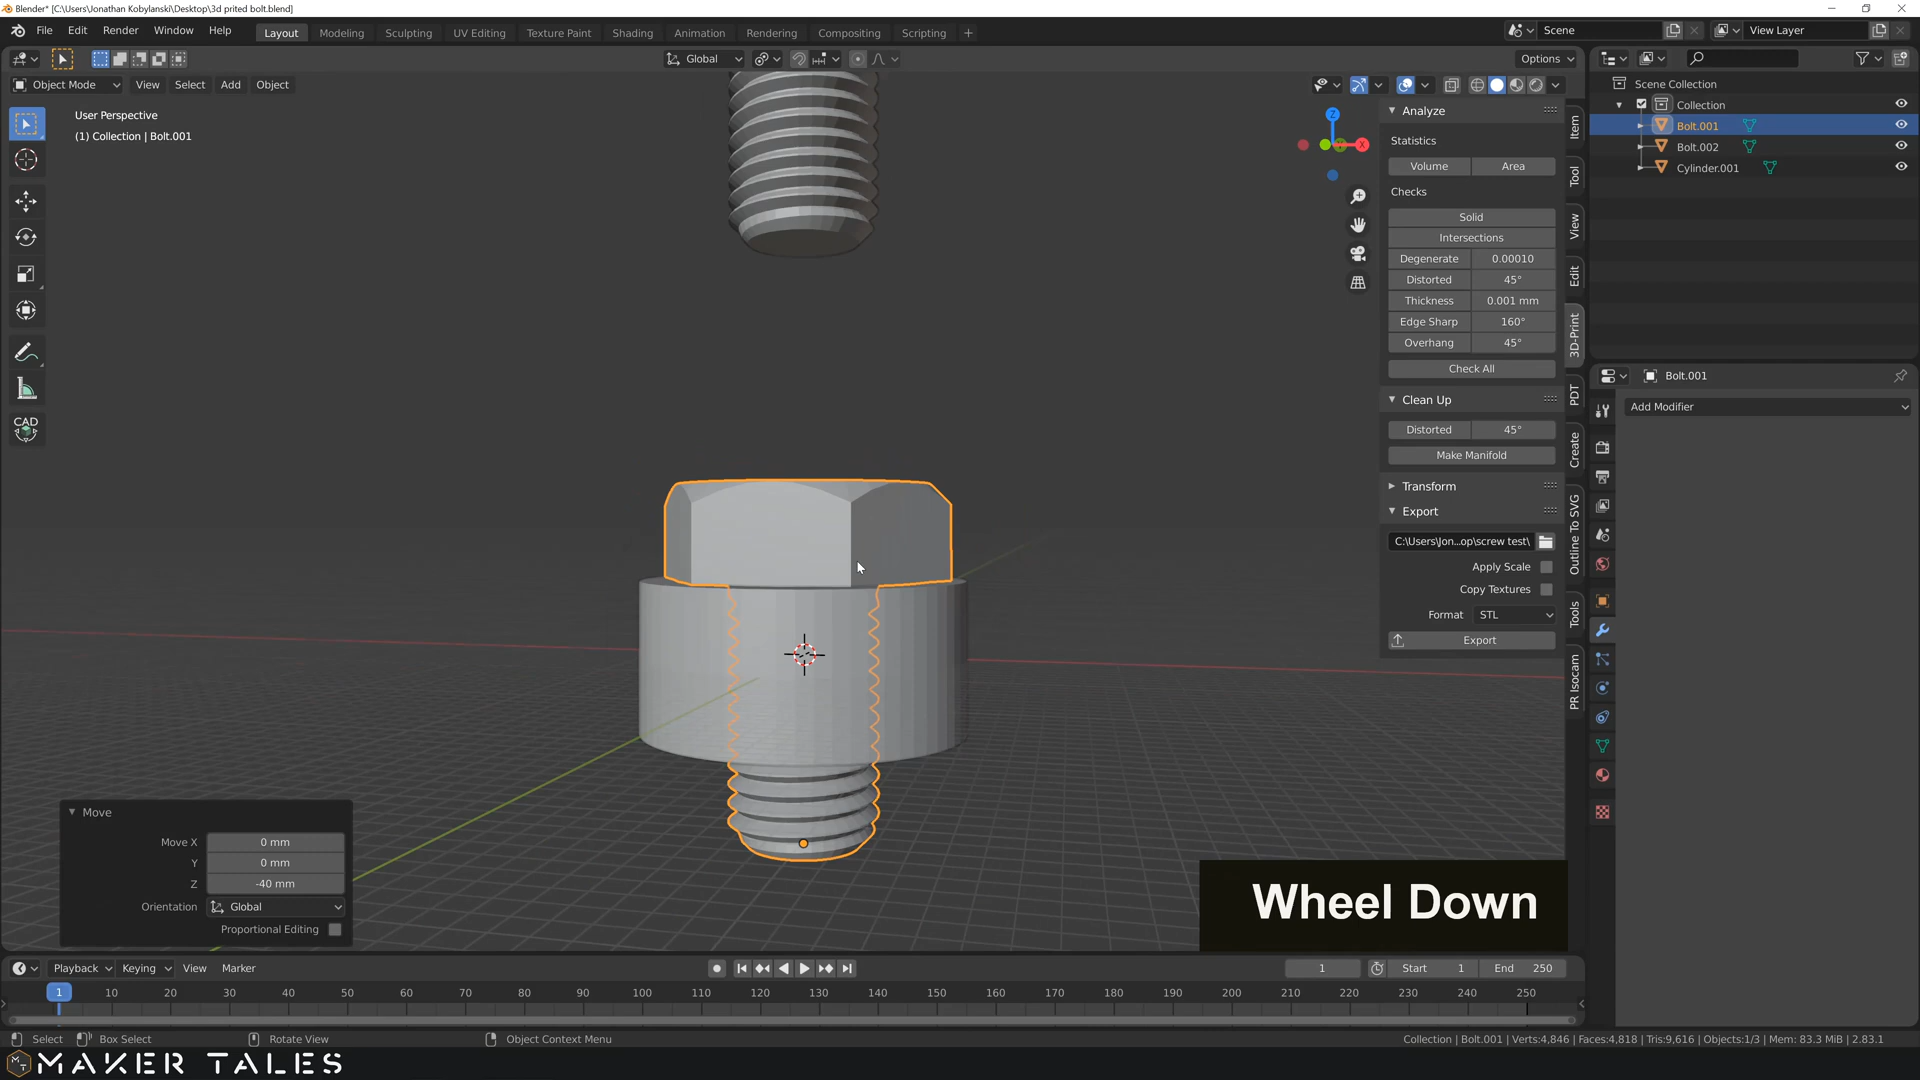 Blender* [C:\Users\Jonathan Kobylanski\Desktop\3d prited bolt.blend]
File Edit Render Window Help Layout Modeling Sculpting UV Editing Texture Paint Shading Animation Rendering Compositing Scripting + Scene View Layer
Global Options
Object Mode View Select Add Object
User Perspective
(1) Collection | Bolt.001
CAD
Z
X
Analyze
Statistics
Volume Area
Checks
Solid
Intersections
Degenerate 0.00010
Distorted 45°
Thickness 0.001 mm
Edge Sharp 160°
Overhang 45°
Check All
Clean Up
Distorted 45°
Make Manifold
Transform
Export
C:\Users\Jon...op\screw test\
Apply Scale
Copy Textures
Format STL
Export
Item
Tool
View
Edit
3D-Print
PDT
Create
Outline To SVG
Tools
PR Isocam
Scene Collection
Collection
Bolt.001
Bolt.002
Cylinder.001
Bolt.001
Add Modifier
Move
Move X 0 mm
Y 0 mm
Z -40 mm
Orientation Global
Proportional Editing
Wheel Down
Playback Keying View Marker 1 Start 1 End 250
1 10 20 30 40 50 60 70 80 90 100 110 120 130 140 150 160 170 180 190 200 210 220 230 240 250
Select Box Select Rotate View Object Context Menu Collection | Bolt.001 | Verts:4,846 | Faces:4,818 | Tris:9,616 | Objects:1/3 | Mem: 83.3 MiB | 2.83.1
MAKER TALES